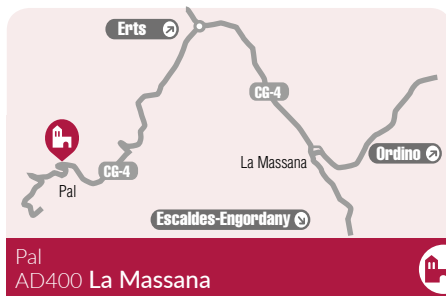 Erts
CG-4
La Massana
Ordino
CG-4
Pal
Escaldes-Engordany
Pal
AD400 La Massana